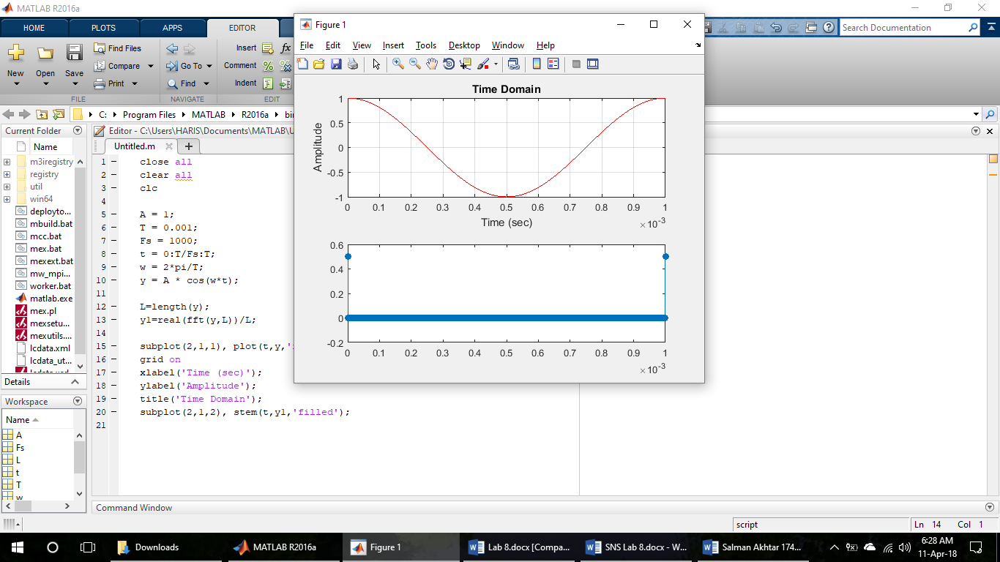 MATLAB R2016a
HOME PLOTS APPS EDITOR
Search Documentation
New Open Save
Find Files
Compare
Print
FILE
Go To
Find
NAVIGATE
Insert fx
Comment
Indent
EDIT
C: Program Files MATLAB R2016a
Current Folder
Name
m3iregistry
registry
util
win64
deployto...
mbuild.bat
mcc.bat
mex.bat
mexext.bat
mw_mpi...
worker.bat
matlab.exe
mex.pl
mexsetu...
mexutils....
lcdata.xml
lcdata_ut...
Details
Workspace
Name
A
Fs
L
t
T
w
Editor - C:\Users\HARIS\Documents\MATLAB\U
Untitled.m
1 close all
2 clear all
3 clc
4
5 A = 1;
6 T = 0.001;
7 Fs = 1000;
8 t = 0:T/Fs:T;
9 w = 2*pi/T;
10 y = A * cos(w*t);
11
12 L=length(y);
13 y1=real(fft(y,L))/L;
14
15 subplot(2,1,1), plot(t,y,'
16 grid on
17 xlabel('Time (sec)');
18 ylabel('Amplitude');
19 title('Time Domain');
20 subplot(2,1,2), stem(t,y1,'filled');
21
Figure 1
File Edit View Insert Tools Desktop Window Help
Time Domain
Amplitude
1
0.5
0
-0.5
-1
0 0.1 0.2 0.3 0.4 0.5 0.6 0.7 0.8 0.9 1
Time (sec)
×10-3
0.6
0.4
0.2
0
-0.2
0 0.1 0.2 0.3 0.4 0.5 0.6 0.7 0.8 0.9 1
×10-3
Command Window
script
Ln 14 Col 1
Downloads
MATLAB R2016a
Figure 1
Lab 8.docx [Compa...
SNS Lab 8.docx - W...
Salman Akhtar 174...
6:28 AM
11-Apr-18